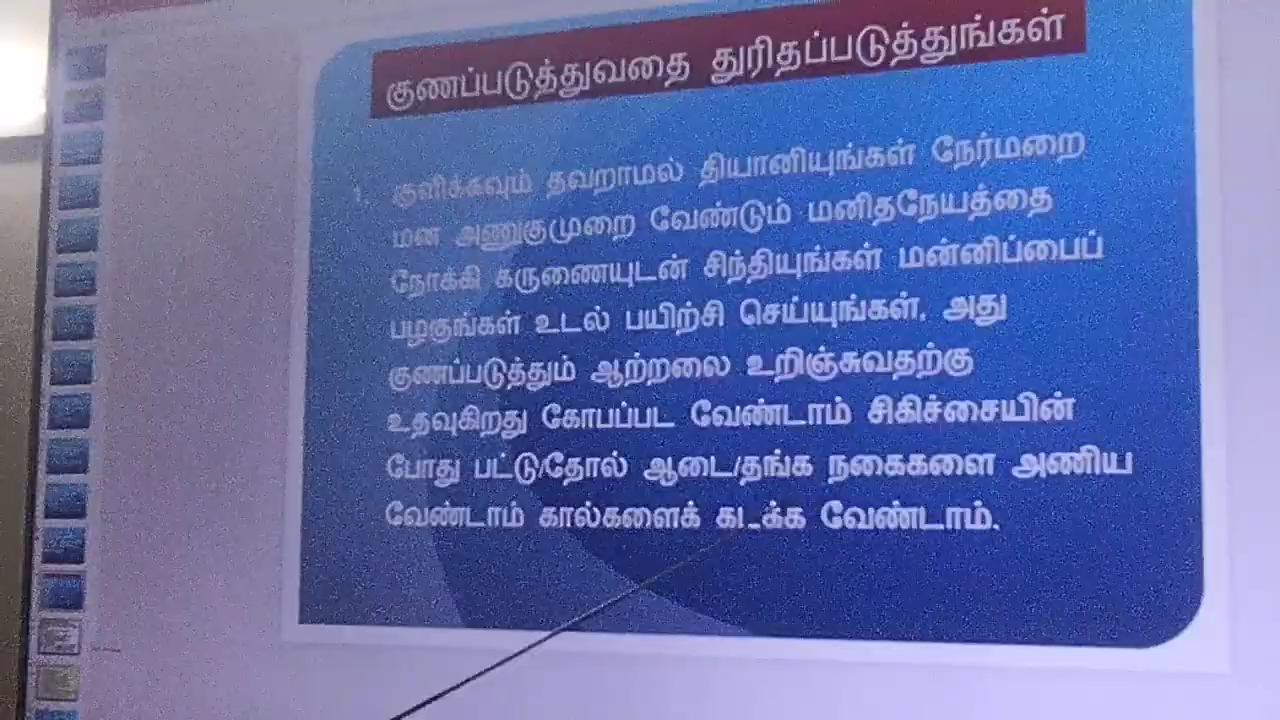 குணப்படுத்துவதை துரிதப்படுத்துங்கள்
1. குளிக்கவும் தவறாமல் தியானியுங்கள் நேர்மறை
மன அணுகுமுறை வேண்டும் மனிதநேயத்தை
நோக்கி கருணையுடன் சிந்தியுங்கள் மன்னிப்பைப்
பழகுங்கள் உடல் பயிற்சி செய்யுங்கள். அது
குணப்படுத்தும் ஆற்றலை உறிஞ்சுவதற்கு
உதவுகிறது கோபப்பட வேண்டாம் சிகிச்சையின்
போது பட்டு/தோல் ஆடை/தங்க நகைகளை அணிய
வேண்டாம் கால்களைக் கடக்க வேண்டாம்.